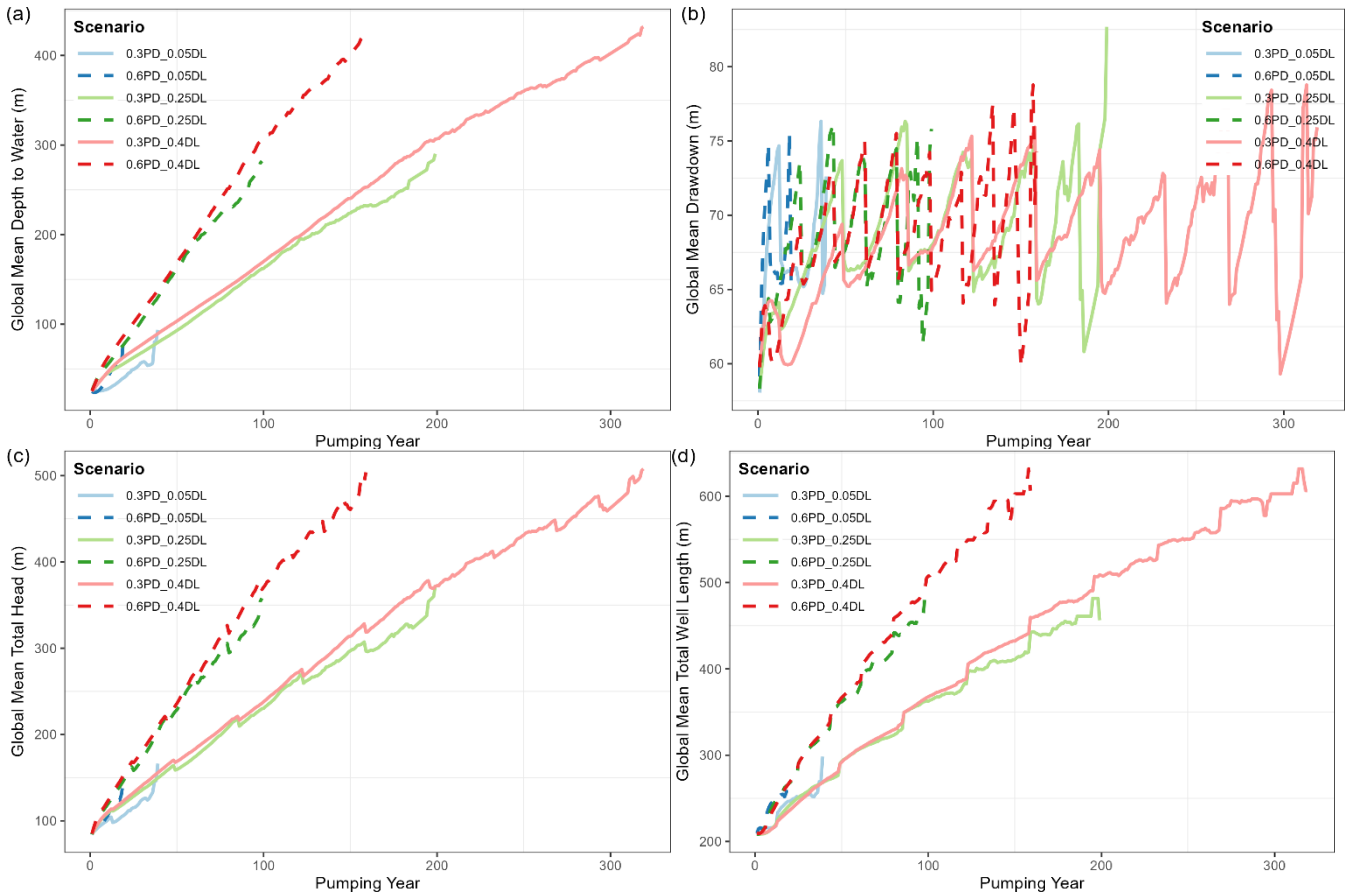 (a)
Scenario
0.3PD_0.05DL
0.6PD_0.05DL
0.3PD_0.25DL
0.6PD_0.25DL
0.3PD_0.4DL
0.6PD_0.4DL
Global Mean Depth to Water (m)
400
300
200
100
0
100
200
300
Pumping Year
(b)
Scenario
0.3PD_0.05DL
0.6PD_0.05DL
0.3PD_0.25DL
0.6PD_0.25DL
0.3PD_0.4DL
0.6PD_0.4DL
Global Mean Drawdown (m)
80
75
70
65
60
0
100
200
300
Pumping Year
(c)
Scenario
0.3PD_0.05DL
0.6PD_0.05DL
0.3PD_0.25DL
0.6PD_0.25DL
0.3PD_0.4DL
0.6PD_0.4DL
Global Mean Total Head (m)
500
400
300
200
100
0
100
200
300
Pumping Year
(d)
Scenario
0.3PD_0.05DL
0.6PD_0.05DL
0.3PD_0.25DL
0.6PD_0.25DL
0.3PD_0.4DL
0.6PD_0.4DL
Global Mean Total Well Length (m)
600
500
400
300
200
0
100
200
300
Pumping Year